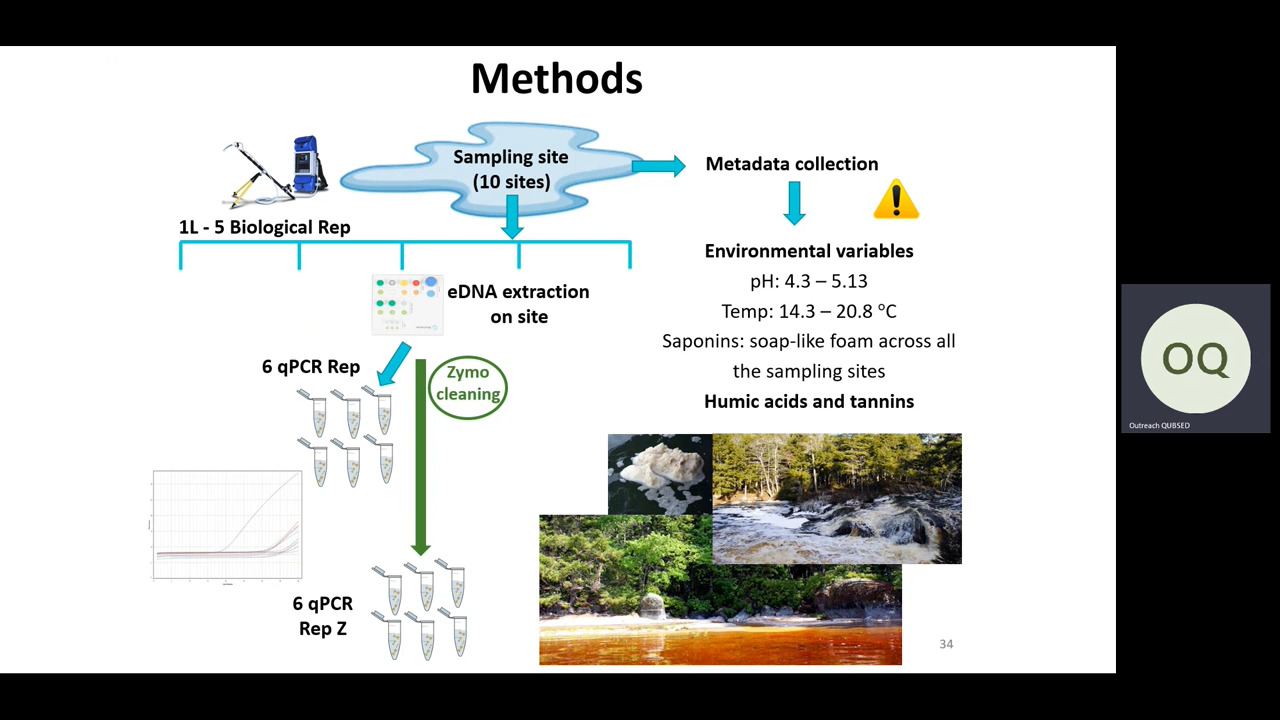 Methods
Sampling site
(10 sites)
Metadata collection
1L - 5 Biological Rep
Environmental variables
pH: 4.3 – 5.13
Temp: 14.3 – 20.8 °C
Saponins: soap-like foam across all
the sampling sites
Humic acids and tannins
eDNA extraction
on site
6 qPCR Rep
Zymo
cleaning
6 qPCR
Rep Z
34
OQ
Outreach QUBSED